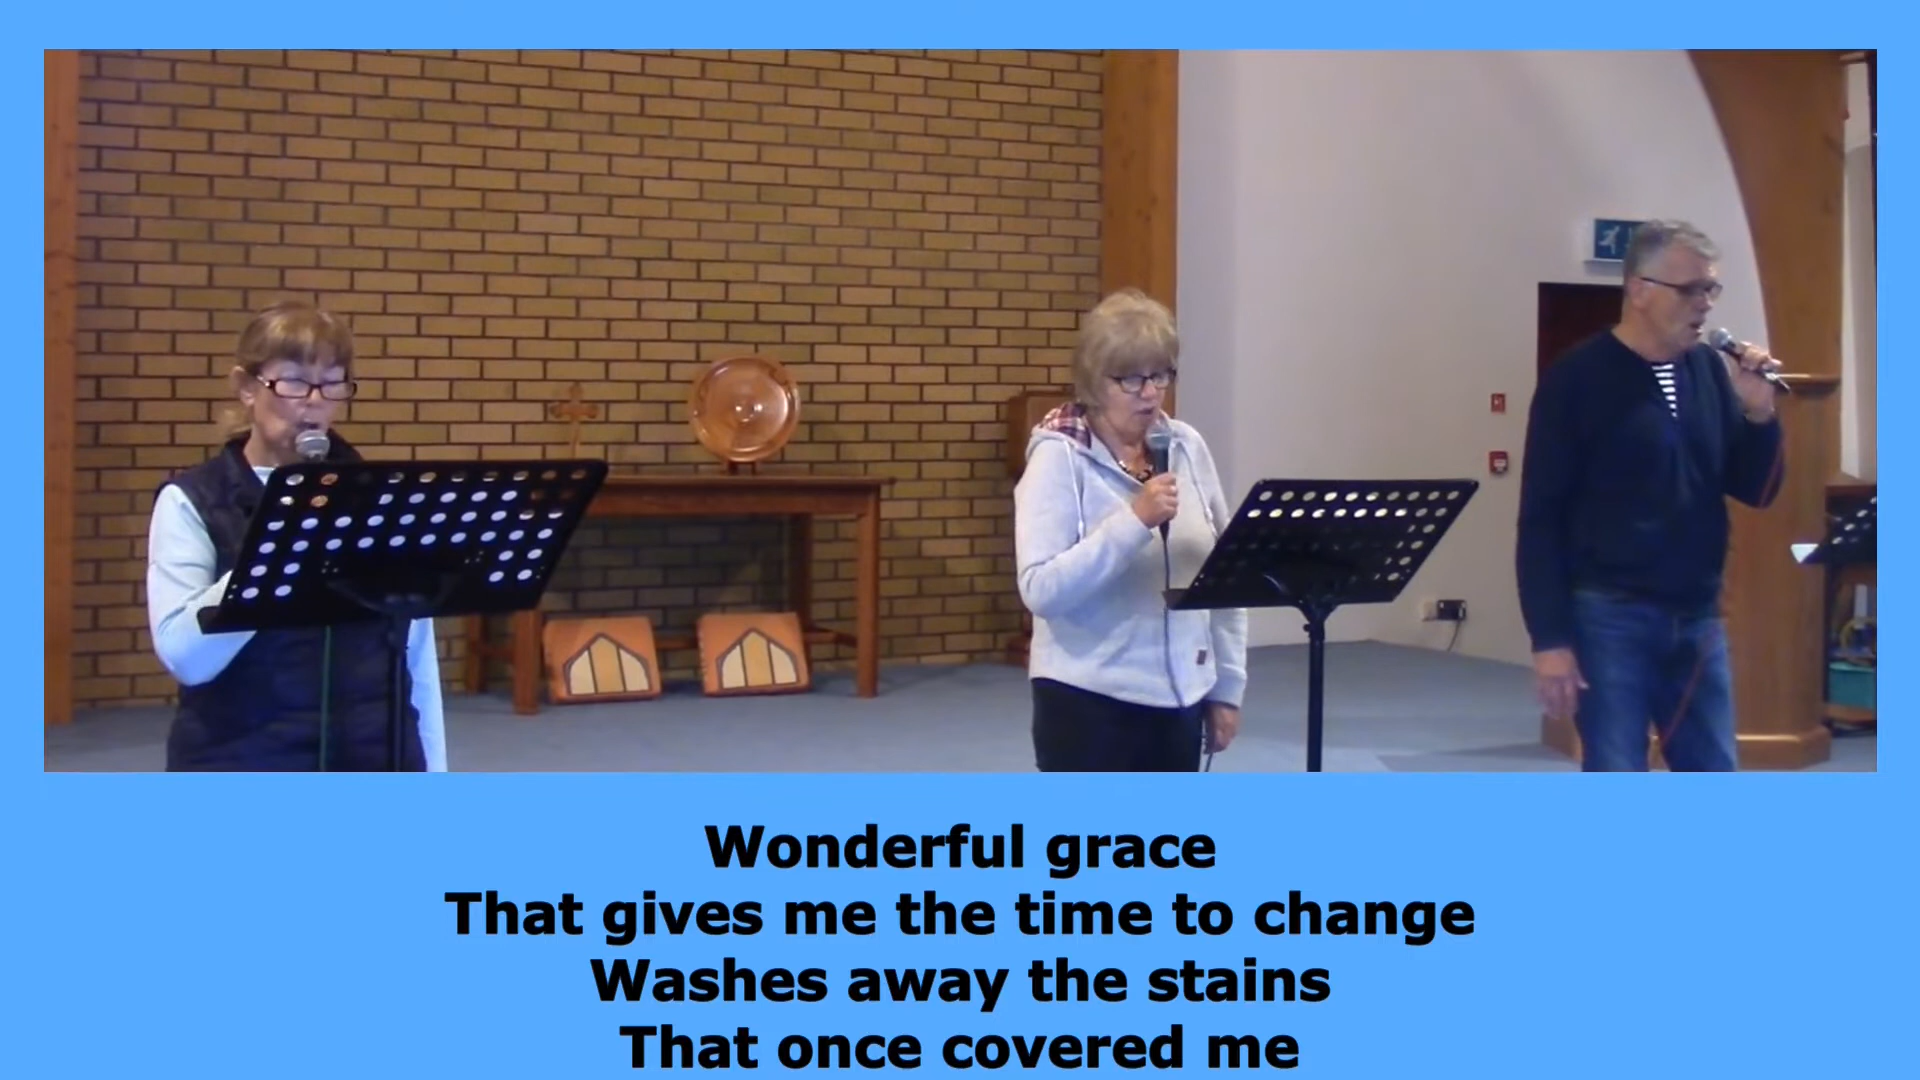 Wonderful grace
That gives me the time to change
Washes away the stains
That once covered me